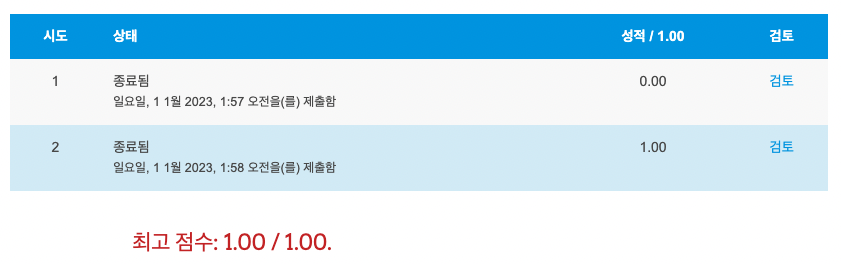 시도 상태 성적 / 1.00 검토
1 종료됨 0.00 검토
일요일, 1 1월 2023, 1:57 오전을(를) 제출함
2 종료됨 1.00 검토
일요일, 1 1월 2023, 1:58 오전을(를) 제출함
최고 점수: 1.00 / 1.00.